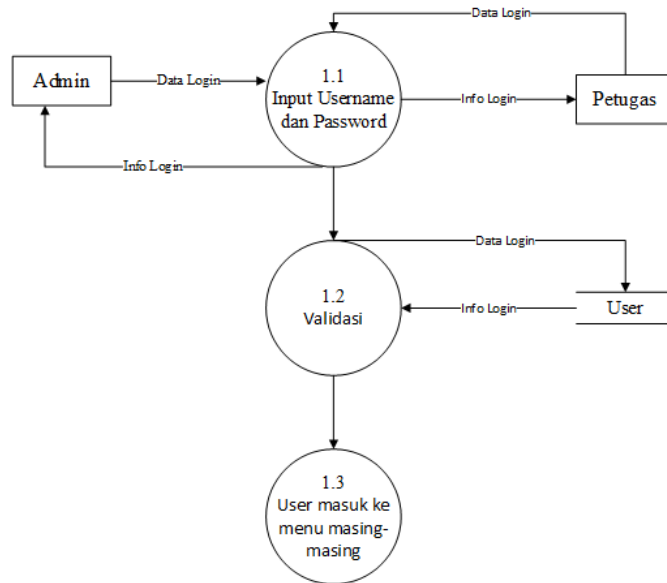 Data Login
1.1
Input Username
dan Password
Admin
Data Login
Info Login
Petugas
Info Login
Data Login
1.2
Validasi
Info Login
User
1.3
User masuk ke
menu masing-
masing